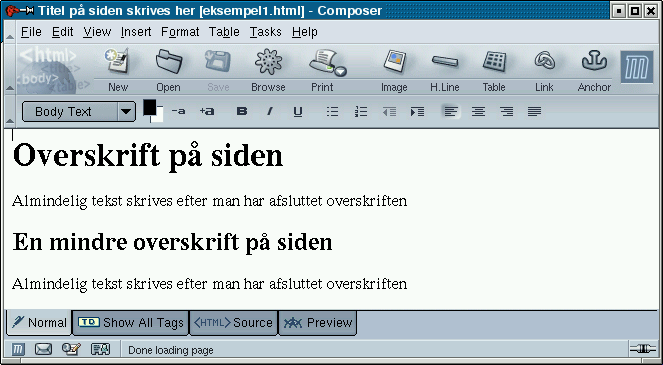 Titel på siden skrives her [eksempel1.html] - Composer
File Edit View Insert Format Table Tasks Help
<html>
<body>
New Open Save Browse Print Image H.Line Table Link Anchor
Body Text -a +a B I U
Overskrift på siden
Almindelig tekst skrives efter man har afsluttet overskriften
En mindre overskrift på siden
Almindelig tekst skrives efter man har afsluttet overskriften
Normal TD Show All Tags <HTML> Source Preview
Done loading page